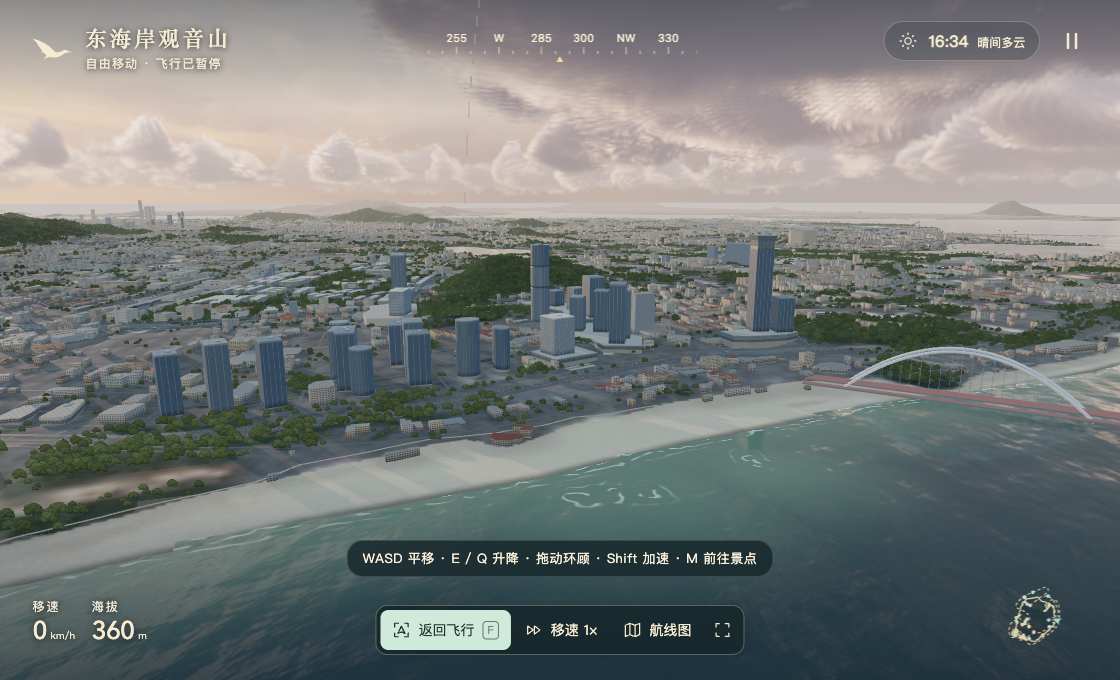 东海岸观音山
自由移动 · 飞行已暂停
255 W 285 300 NW 330
16:34 晴间多云
WASD 平移 · E / Q 升降 · 拖动环顾 · Shift 加速 · M 前往景点
移速 海拔
0 km/h 360 m
A 返回飞行 F 移速 1x 航线图